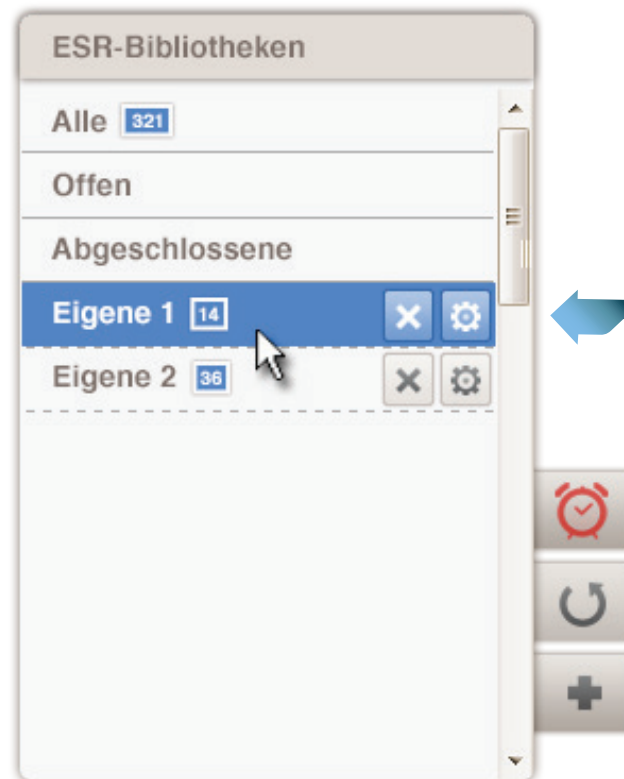 ESR-Bibliotheken
Alle 321
Offen
Abgeschlossene
Eigene 1 14
Eigene 2 36